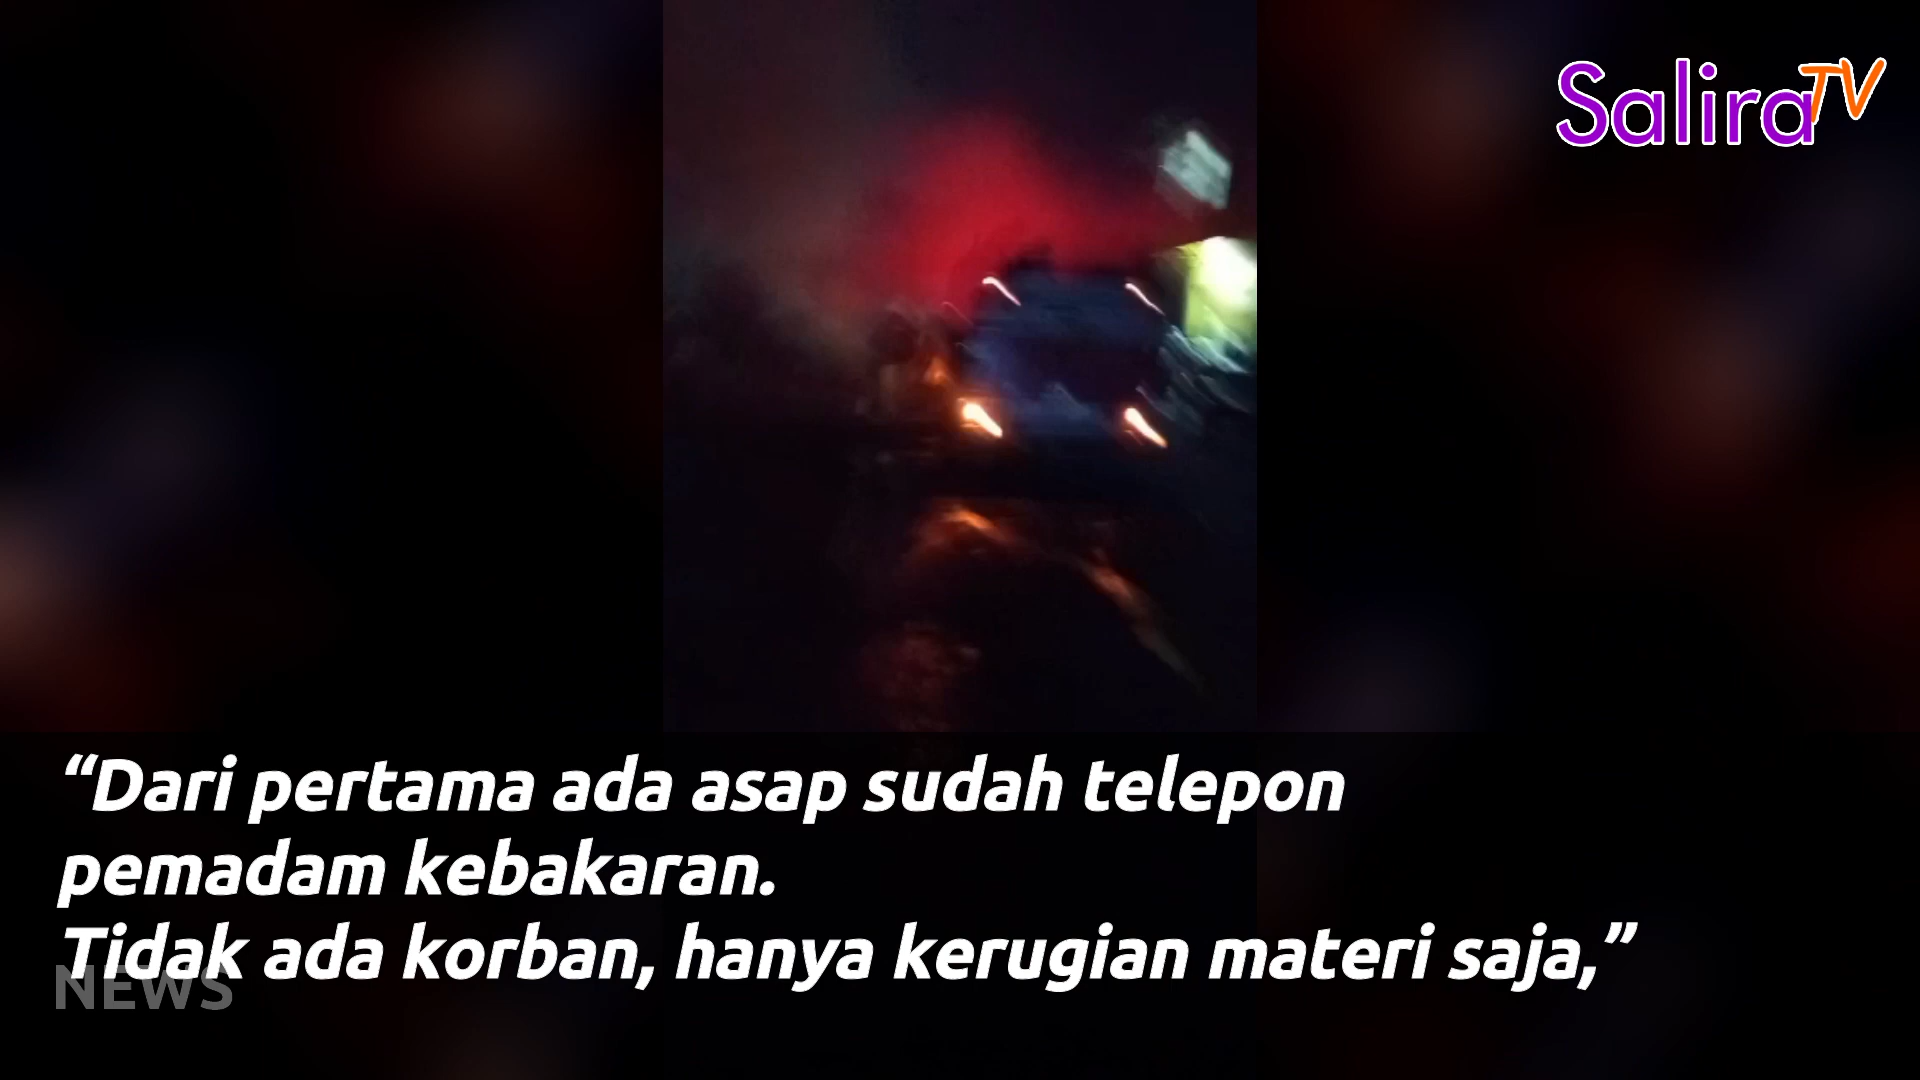 SaliraTV
“Dari pertama ada asap sudah telepon
pemadam kebakaran.
Tidak ada korban, hanya kerugian materi saja,”
NEWS